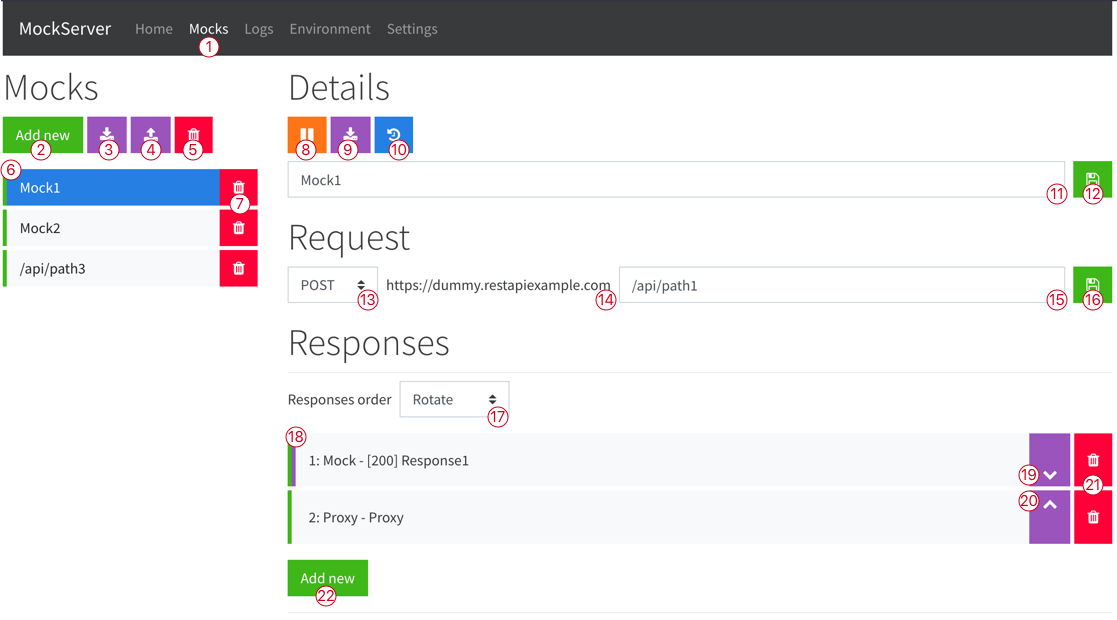 MockServer Home Mocks Logs Environment Settings
1
Mocks
Add new
2 3 4 5
6
Mock1
7
Mock2
/api/path3
Details
8 9 10
Mock1
11 12
Request
POST https://dummy.restapiexample.com /api/path1
13 14 15 16
Responses
Responses order Rotate
17
18
1: Mock - [200] Response1
19
21
20
2: Proxy - Proxy
Add new
22